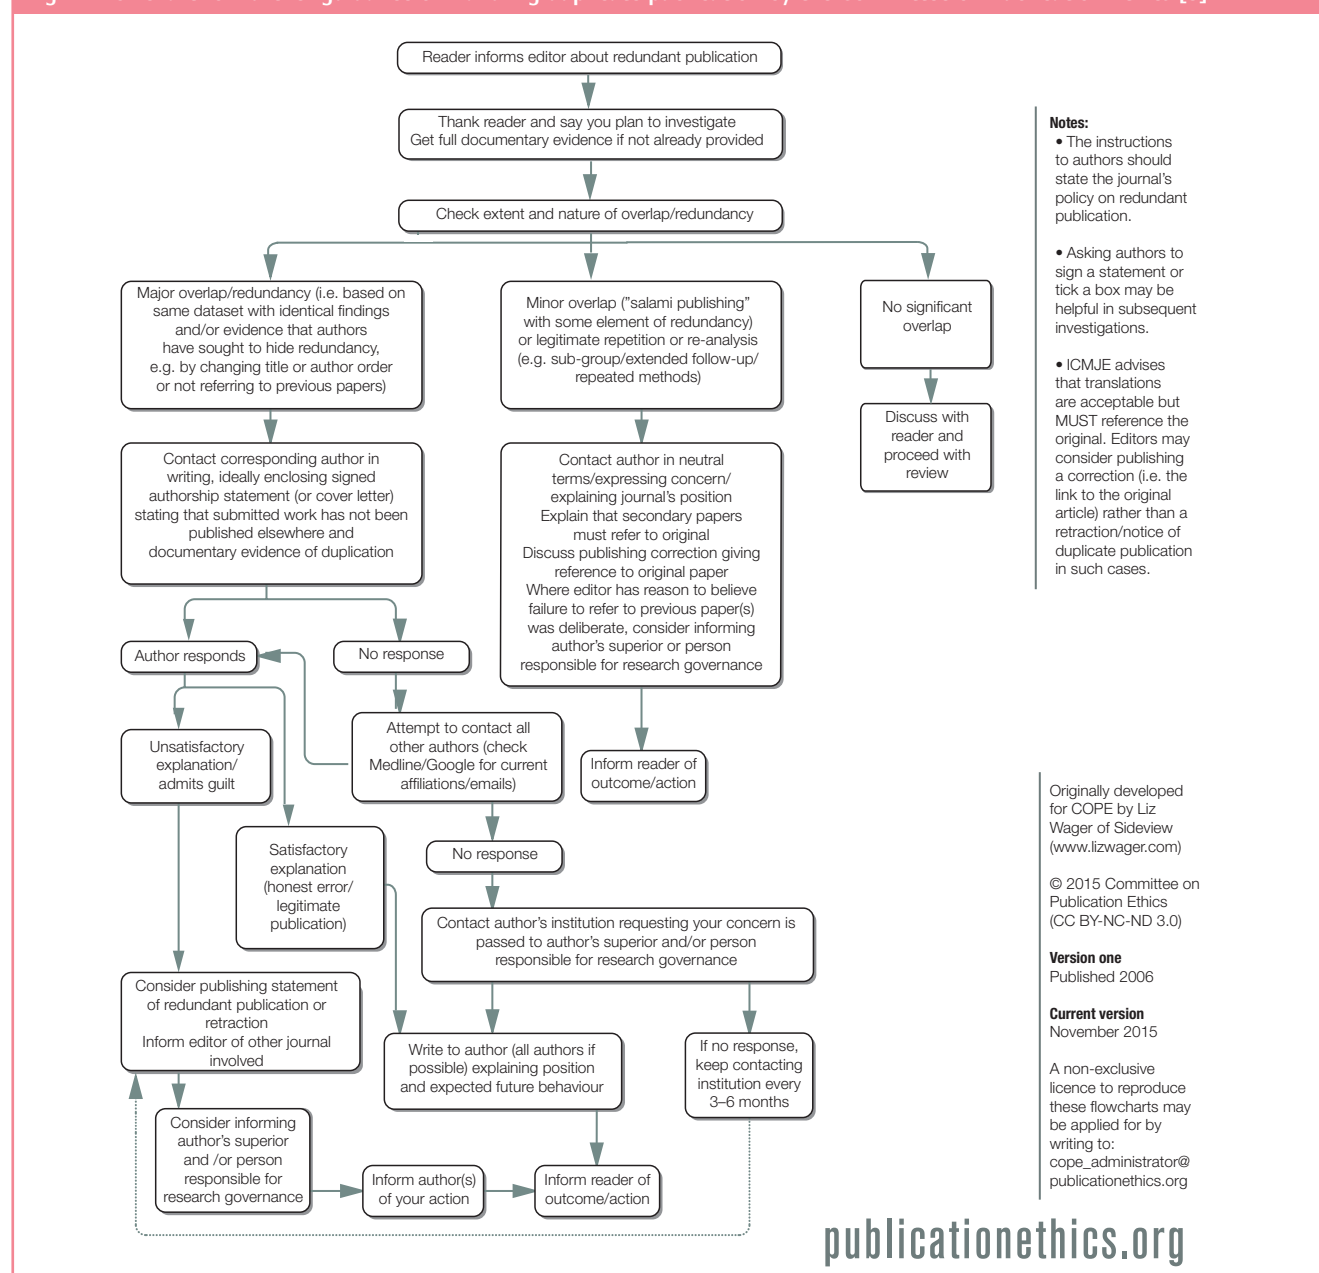 Reader informs editor about redundant publication
Thank reader and say you plan to investigate
Get full documentary evidence if not already provided
Check extent and nature of overlap/redundancy
Major overlap/redundancy (i.e. based on
same dataset with identical findings
and/or evidence that authors
have sought to hide redundancy,
e.g. by changing title or author order
or not referring to previous papers)
Minor overlap ("salami publishing"
with some element of redundancy)
or legitimate repetition or re-analysis
(e.g. sub-group/extended follow-up/
repeated methods)
No significant
overlap
Discuss with
reader and
proceed with
review
Contact corresponding author in
writing, ideally enclosing signed
authorship statement (or cover letter)
stating that submitted work has not been
published elsewhere and
documentary evidence of duplication
Contact author's in neutral
terms/expressing concern/
explaining journal's position
Explain that secondary papers
must refer to original
Discuss publishing correction giving
reference to original paper
Where editor has reason to believe
failure to refer to previous paper(s)
was deliberate, consider informing
author's superior or person
responsible for research governance
Author responds
No response
Unsatisfactory
explanation/
admits guilt
Attempt to contact all
other authors (check
Medline/Google for current
affiliations/emails)
Inform reader of
outcome/action
Satisfactory
explanation
(honest error/
legitimate
publication)
No response
Contact author's institution requesting your concern is
passed to author's superior and/or person
responsible for research governance
Consider publishing statement
of redundant publication or
retraction
Inform editor of other journal
involved
Write to author (all authors if
possible) explaining position
and expected future behaviour
If no response,
keep contacting
institution every
3–6 months
Consider informing
author's superior
and /or person
responsible for
research governance
Inform author(s)
of your action
Inform reader of
outcome/action
Notes:
• The instructions
to authors should
state the journal's
policy on redundant
publication.
• Asking authors to
sign a statement or
tick a box may be
helpful in subsequent
investigations.
• ICMJE advises
that translations
are acceptable but
MUST reference the
original. Editors may
consider publishing
a correction (i.e. the
link to the original
article) rather than a
retraction/notice of
duplicate publication
in such cases.
Originally developed
for COPE by Liz
Wager of Sideview
(www.lizwager.com)
© 2015 Committee on
Publication Ethics
(CC BY-NC-ND 3.0)
Version one
Published 2006
Current version
November 2015
A non-exclusive
licence to reproduce
these flowcharts may
be applied for by
writing to:
cope_administrator@
publicationethics.org
publicationethics.org